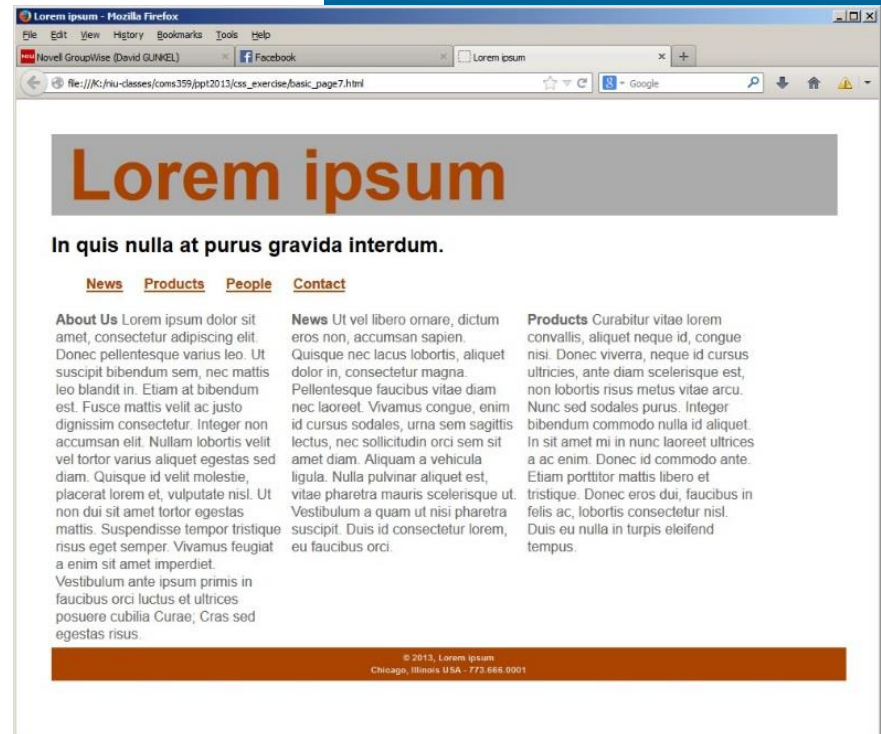 Lorem ipsum - Mozilla Firefox
File Edit View History Bookmarks Tools Help
NIU Novell GroupWise (David GUNKEL) × Facebook × Lorem ipsum × +
file:///K:/niu-classes/coms359/ppt2013/css_exercise/basic_page7.html 8 - Google
Lorem ipsum
In quis nulla at purus gravida interdum.
News Products People Contact
About Us Lorem ipsum dolor sit
amet, consectetur adipiscing elit.
Donec pellentesque varius leo. Ut
suscipit bibendum sem, nec mattis
leo blandit in. Etiam at bibendum
est. Fusce mattis velit ac justo
dignissim consectetur. Integer non
accumsan elit. Nullam lobortis velit
vel tortor varius aliquet egestas sed
diam. Quisque id velit molestie,
placerat lorem et, vulputate nisl. Ut
non dui sit amet tortor egestas
mattis. Suspendisse tempor tristique
risus eget semper. Vivamus feugiat
a enim sit amet imperdiet.
Vestibulum ante ipsum primis in
faucibus orci luctus et ultrices
posuere cubilia Curae; Cras sed
egestas risus.
News Ut vel libero ornare, dictum
eros non, accumsan sapien.
Quisque nec lacus lobortis, aliquet
dolor in, consectetur magna.
Pellentesque faucibus vitae diam
nec laoreet. Vivamus congue, enim
id cursus sodales, urna sem sagittis
lectus, nec sollicitudin orci sem sit
amet diam. Aliquam a vehicula
ligula. Nulla pulvinar aliquet est,
vitae pharetra mauris scelerisque ut.
Vestibulum a quam ut nisi pharetra
suscipit. Duis id consectetur lorem,
eu faucibus orci.
Products Curabitur vitae lorem
convallis, aliquet neque id, congue
nisi. Donec viverra, neque id cursus
ultricies, ante diam scelerisque est,
non lobortis risus metus vitae arcu.
Nunc sed sodales purus. Integer
bibendum commodo nulla id aliquet.
In sit amet mi in nunc laoreet ultrices
a ac enim. Donec id commodo ante.
Etiam porttitor mattis libero et
tristique. Donec eros dui, faucibus in
felis ac, lobortis consectetur nisl.
Duis eu nulla in turpis eleifend
tempus.
© 2013, Lorem ipsum
Chicago, Illinois USA - 773.666.0001